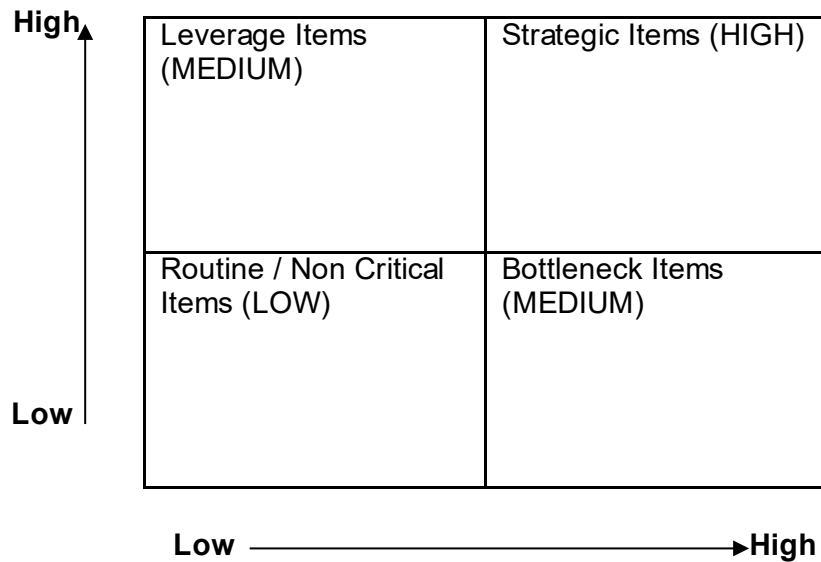 High
Leverage Items
(MEDIUM)
Strategic Items (HIGH)
Routine / Non Critical
Items (LOW)
Bottleneck Items
(MEDIUM)
Low
Low
High